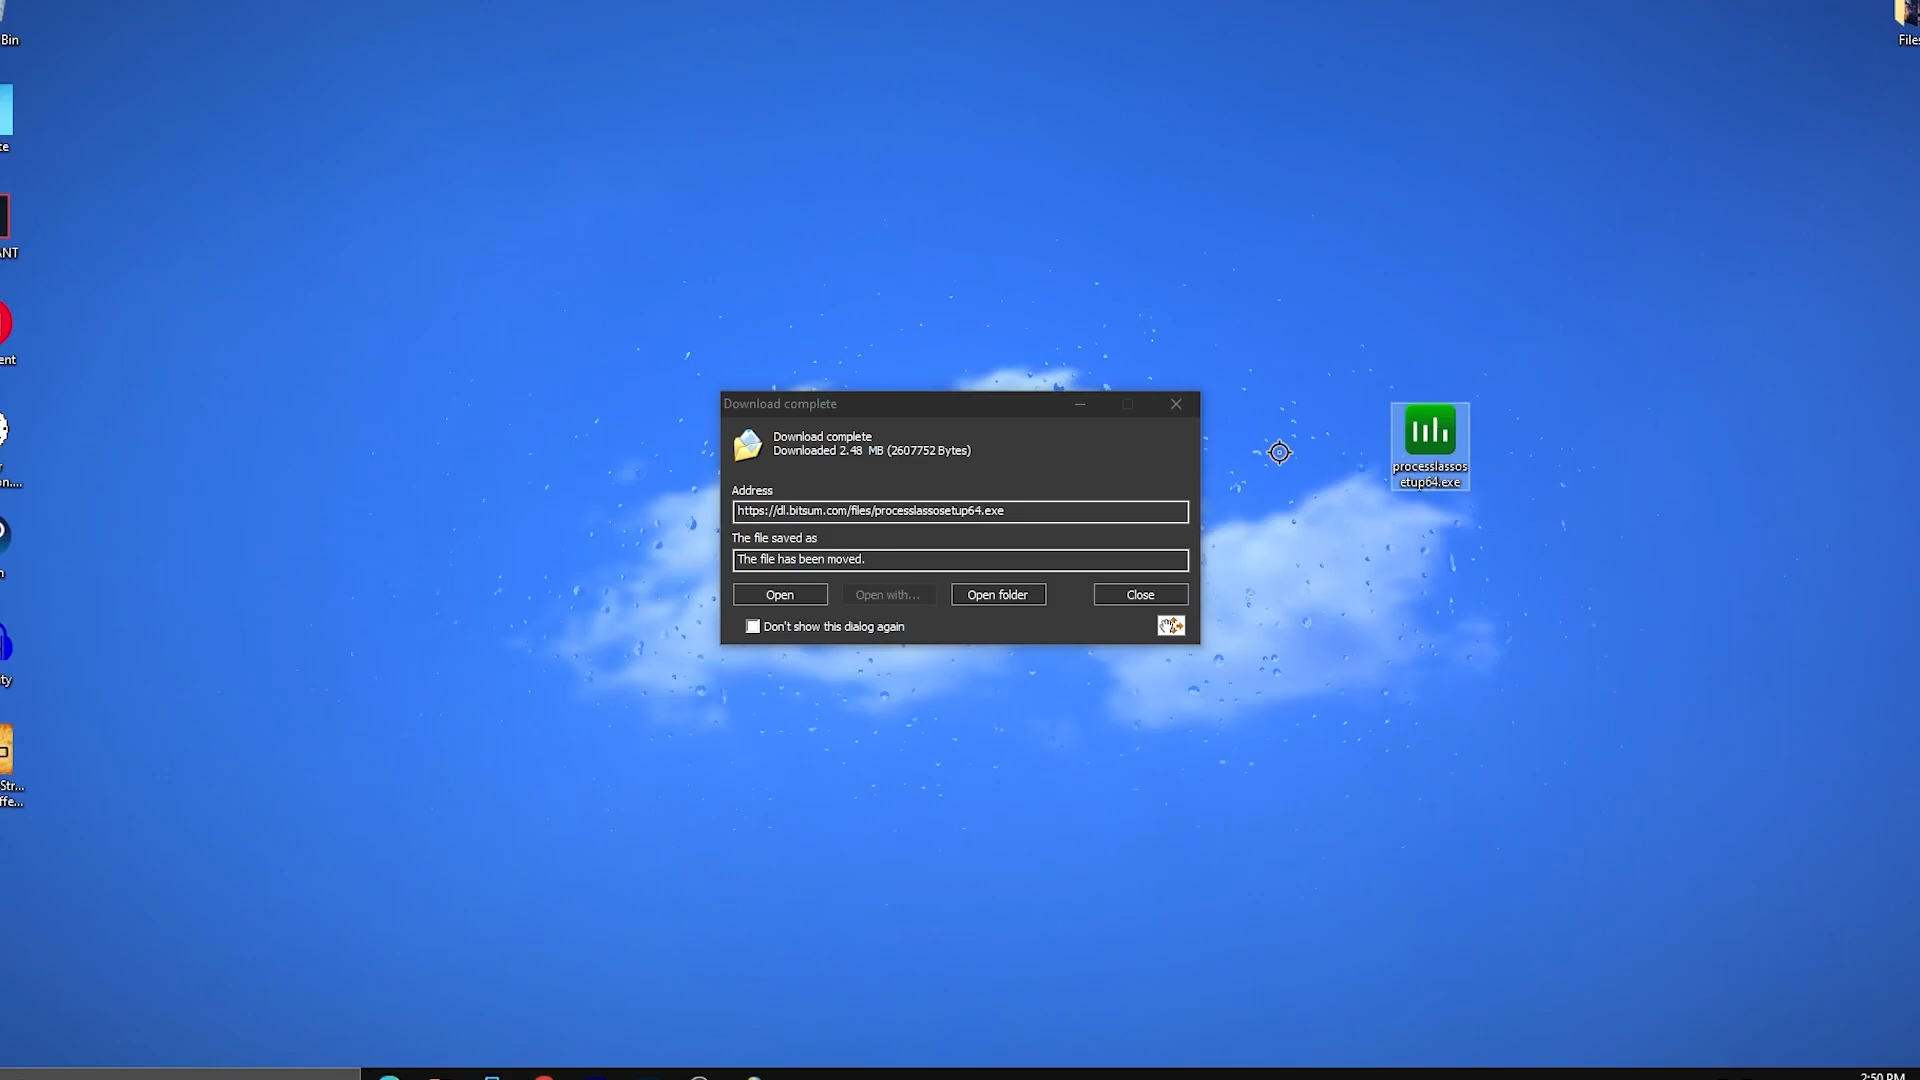 Bin
Files
ANT
Download complete
Download complete
Downloaded 2.48 MB (2607752 Bytes)
Address
https://dl.bitsum.com/files/processlassosetup64.exe
The file saved as
The file has been moved.
Open
Open with...
Open folder
Close
Don't show this dialog again
processlassos
etup64.exe
ent
ty
Str...
ffe...
2:50 PM